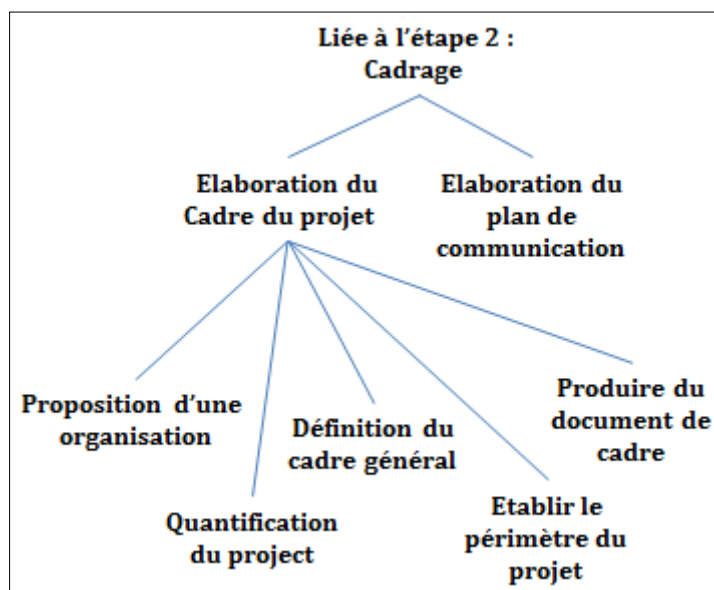 Liée à l'étape 2 :
Cadrage
Elaboration du
Cadre du projet
Elaboration du
plan de
communication
Proposition d'une
organisation
Quantification
du project
Définition du
cadre général
Etablir le
périmètre du
projet
Produire du
document de
cadre